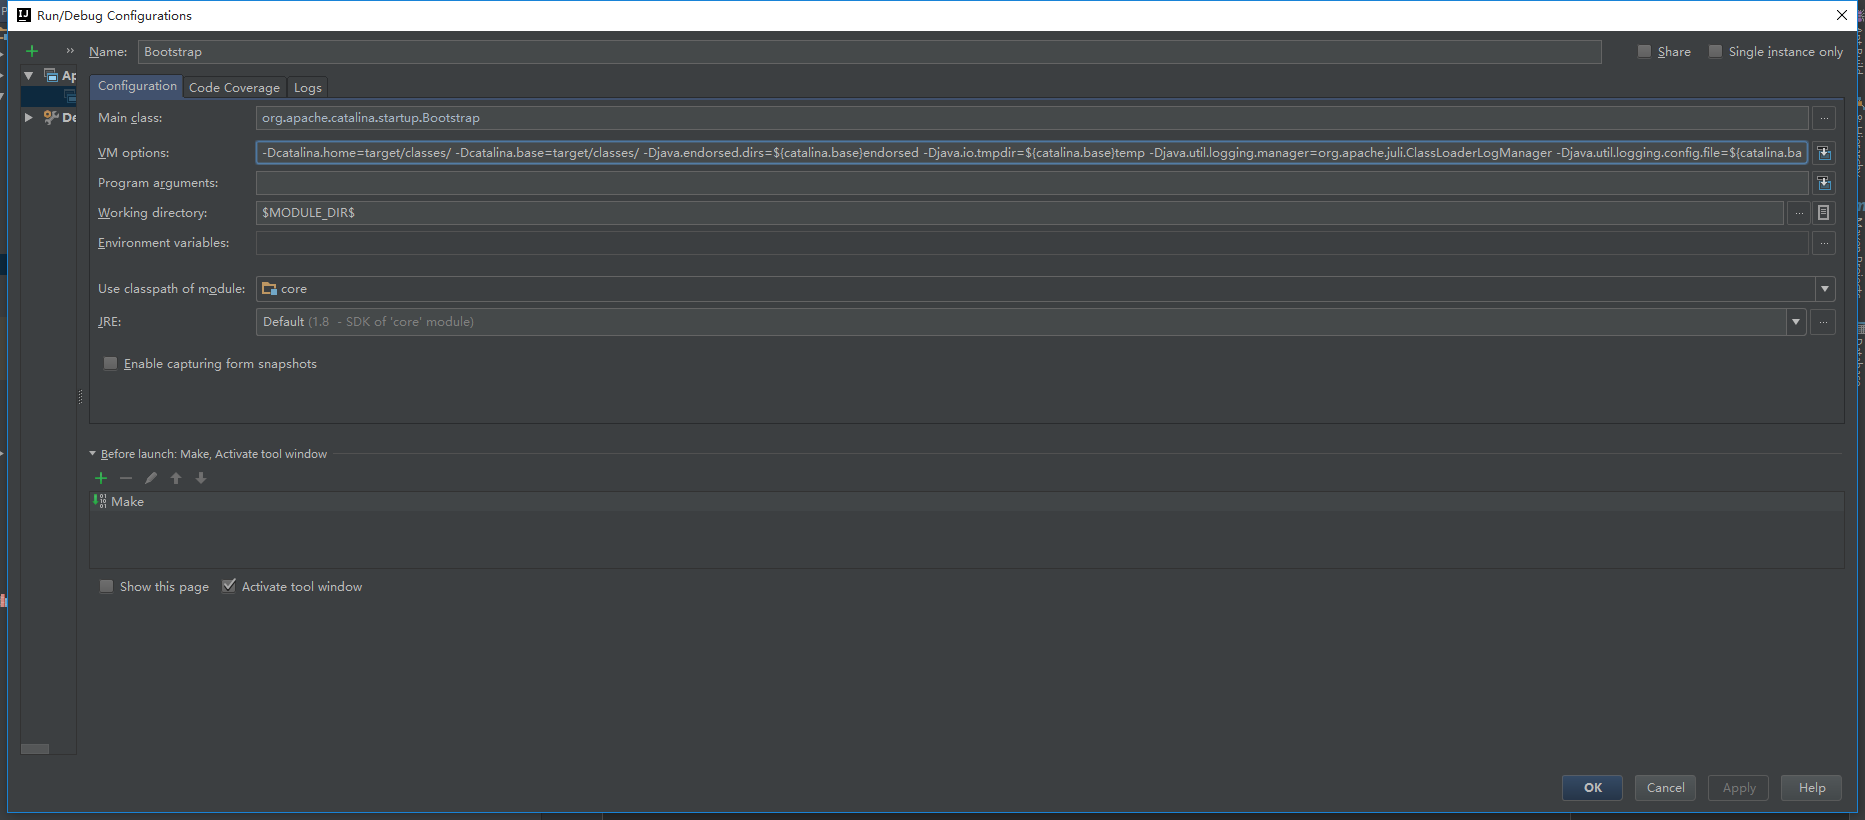 Run/Debug Configurations
Name: Bootstrap
Share
Single instance only
Ap
De
Configuration
Code Coverage
Logs
Main class: org.apache.catalina.startup.Bootstrap
VM options: -Dcatalina.home=target/classes/ -Dcatalina.base=target/classes/ -Djava.endorsed.dirs=${catalina.base}endorsed -Djava.io.tmpdir=${catalina.base}temp -Djava.util.logging.manager=org.apache.juli.ClassLoaderLogManager -Djava.util.logging.config.file=${catalina.ba
Program arguments:
Working directory: $MODULE_DIR$
Environment variables:
Use classpath of module: core
JRE: Default (1.8 - SDK of 'core' module)
Enable capturing form snapshots
Before launch: Make, Activate tool window
Make
Show this page
Activate tool window
OK
Cancel
Apply
Help